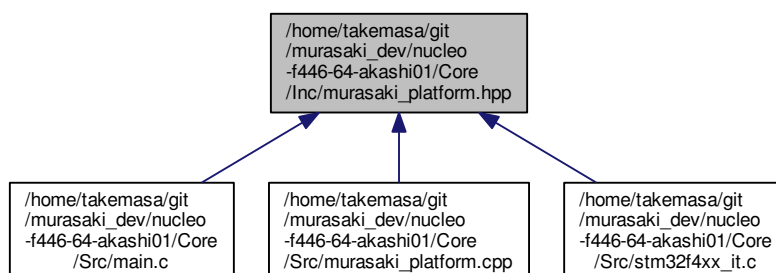 /home/takemasa/git
/murasaki_dev/nucleo
-f446-64-akashi01/Core
/Inc/murasaki_platform.hpp
/home/takemasa/git
/murasaki_dev/nucleo
-f446-64-akashi01/Core
/Src/main.c
/home/takemasa/git
/murasaki_dev/nucleo
-f446-64-akashi01/Core
/Src/murasaki_platform.cpp
/home/takemasa/git
/murasaki_dev/nucleo
-f446-64-akashi01/Core
/Src/stm32f4xx_it.c